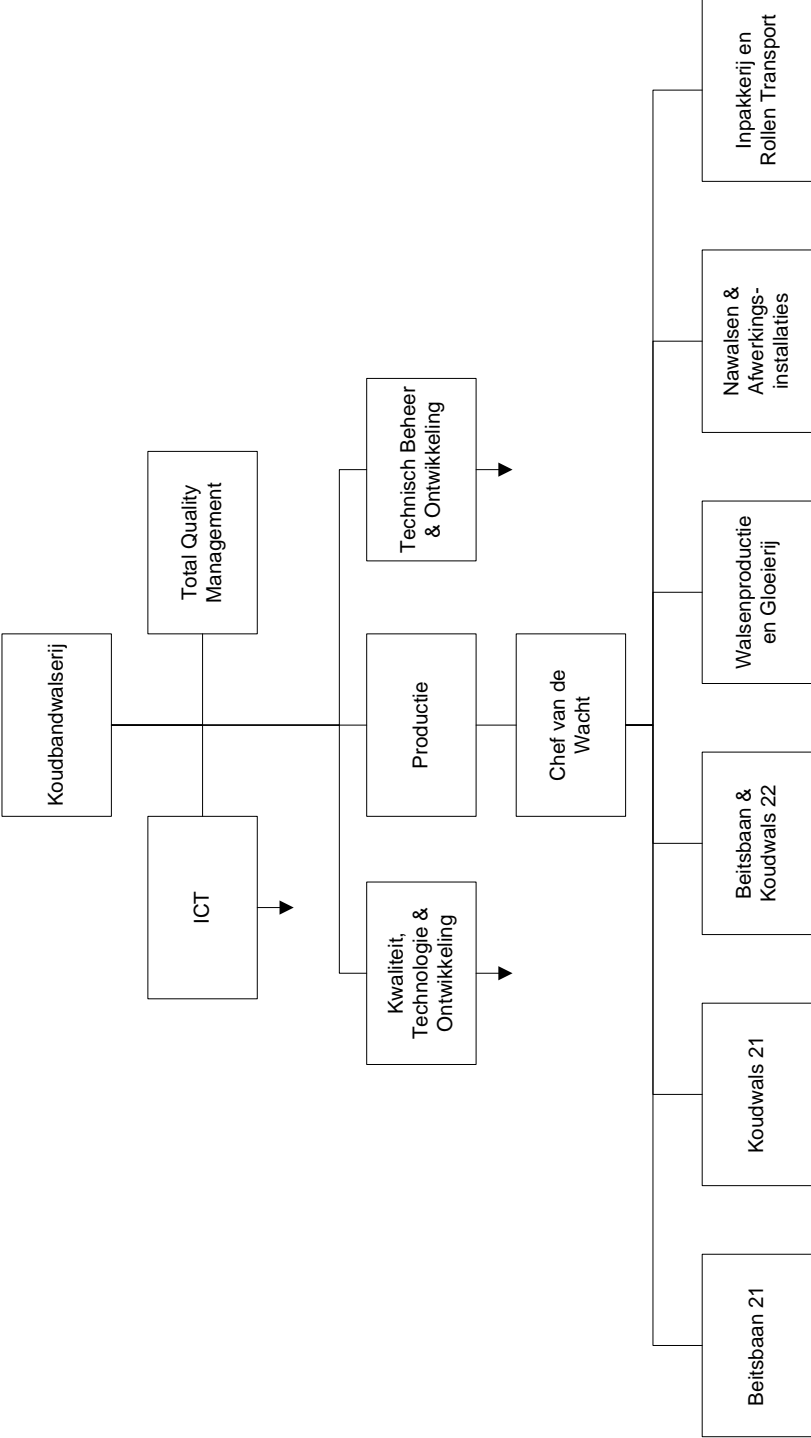 Koudbandwalserij
ICT
Total Quality
Management
Kwaliteit,
Technologie &
Ontwikkeling
Productie
Technisch Beheer
& Ontwikkeling
Chef van de
Wacht
Beitsbaan 21
Koudwals 21
Beitsbaan &
Koudwals 22
Walsenproductie
en Gloeierij
Nawalsen &
Afwerkings-
installaties
Inpakkerij en
Rollen Transport